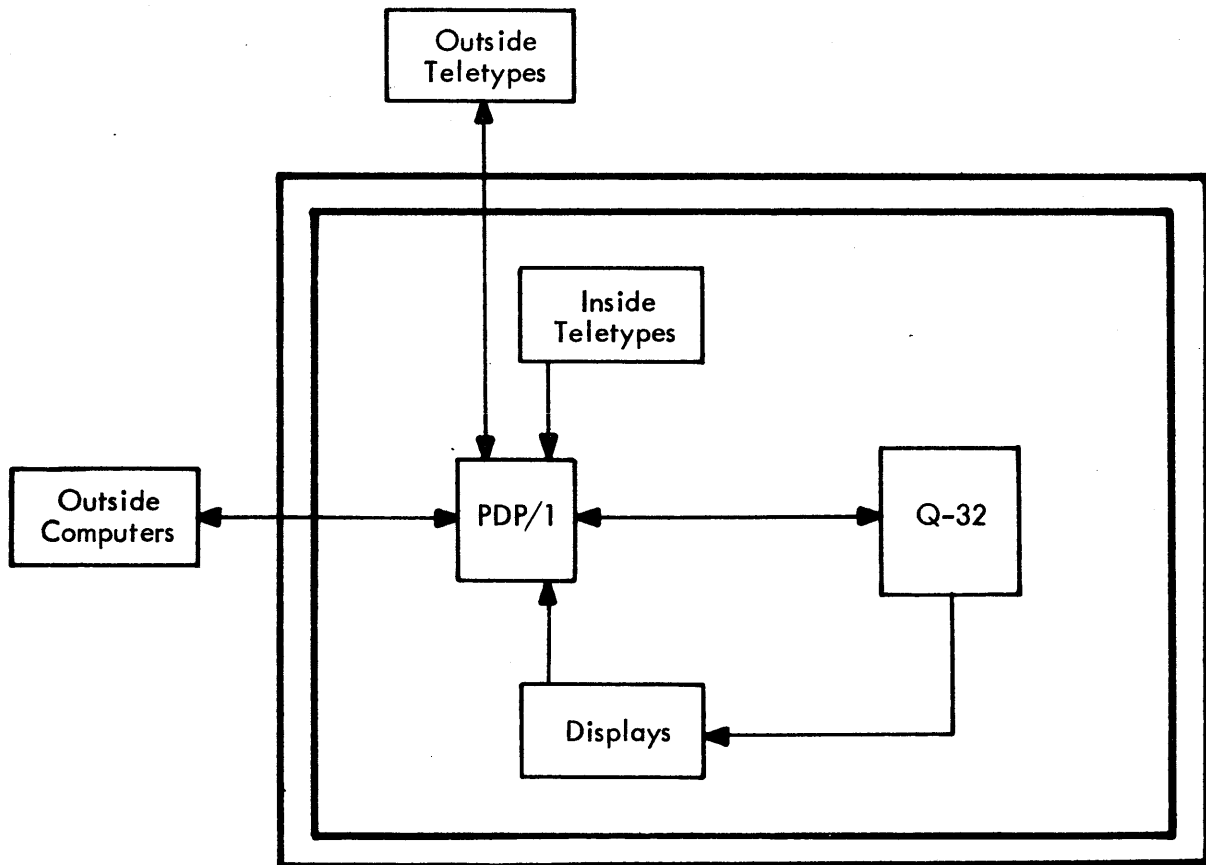 Outside
Teletypes
Inside
Teletypes
Outside
Computers
PDP/1
Q-32
Displays